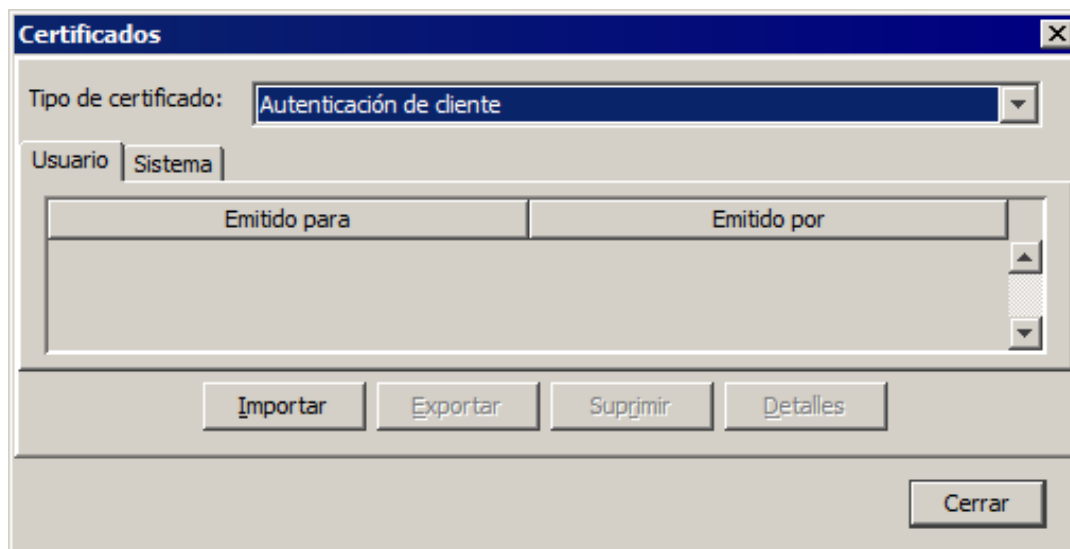 Certificados
Tipo de certificado: Autenticación de cliente
Usuario Sistema
Emitido para Emitido por
Importar Exportar Suprimir Detalles
Cerrar